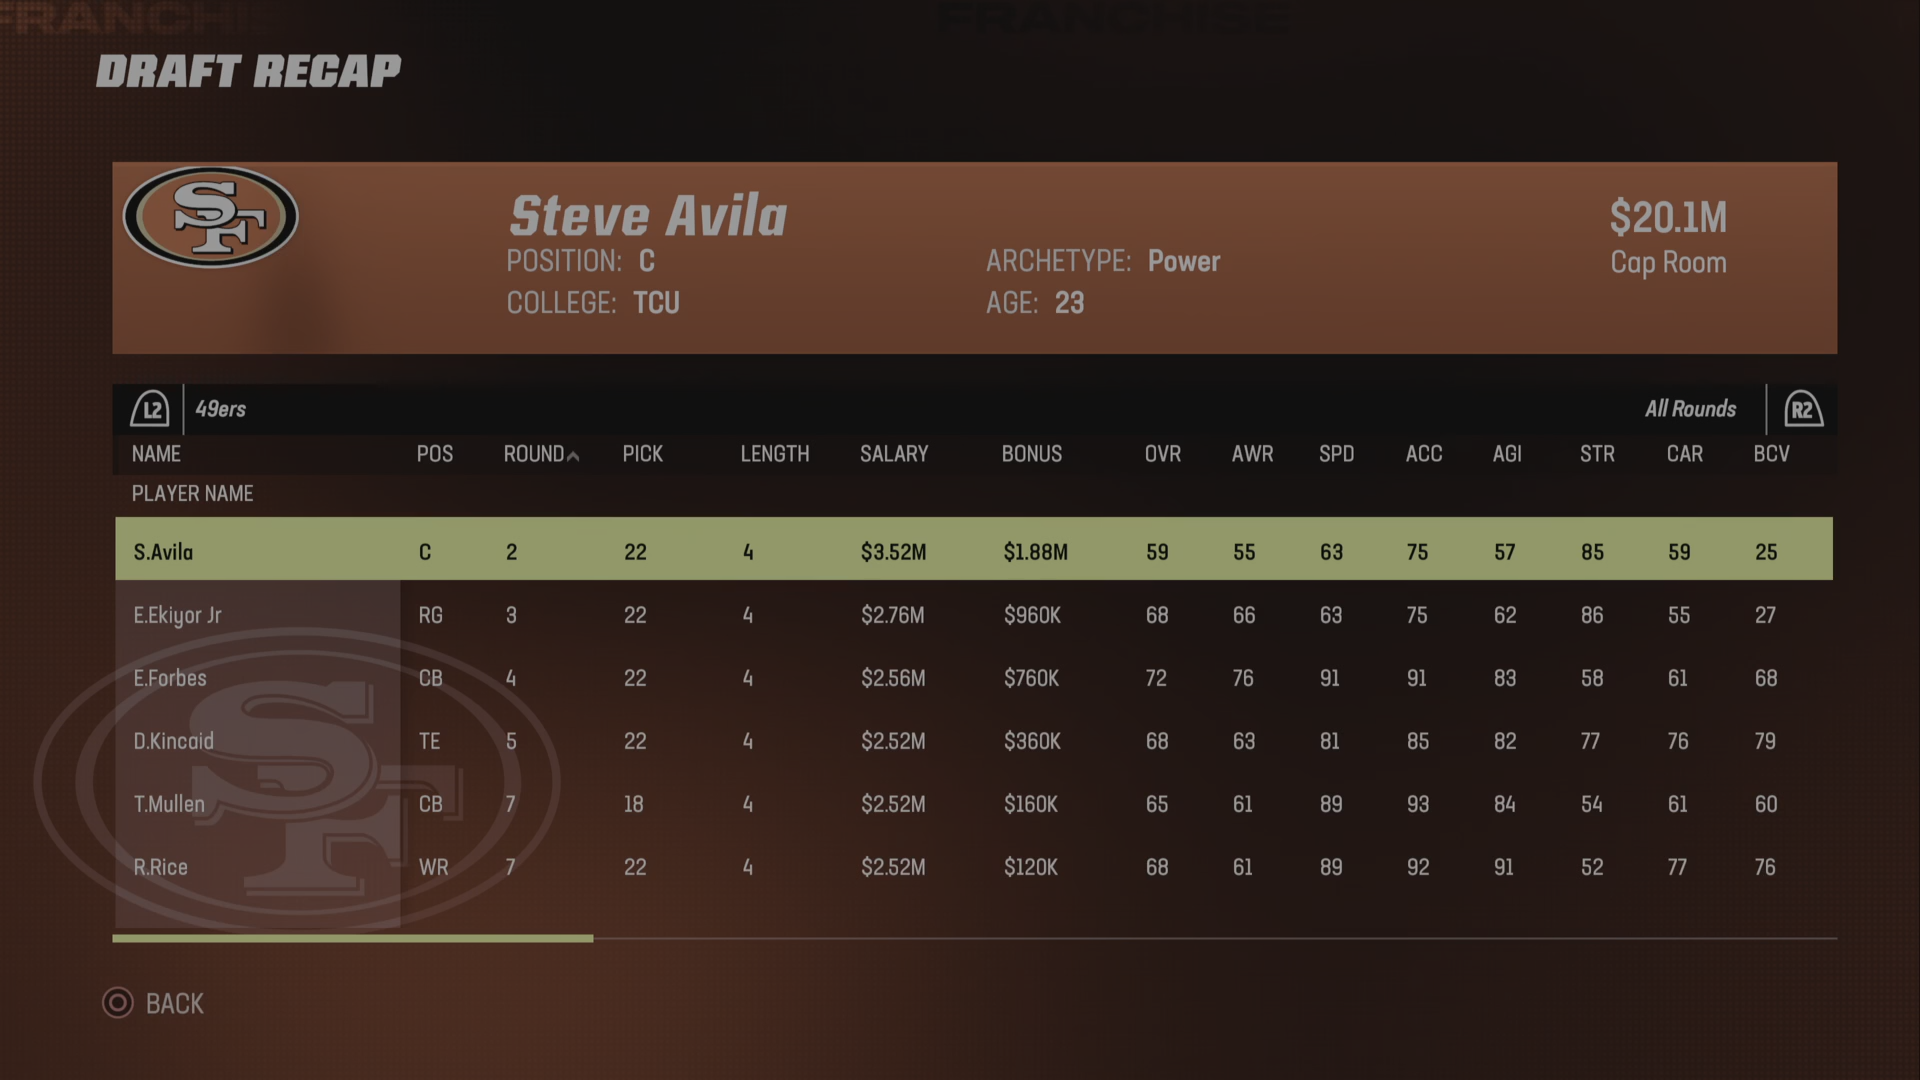 FRANCHISE FRANCHISE
DRAFT RECAP
SF
Steve Avila
POSITION: C
COLLEGE: TCU
ARCHETYPE: Power
AGE: 23
$20.1M
Cap Room
L2 49ers All Rounds R2
NAME POS ROUND PICK LENGTH SALARY BONUS OVR AWR SPD ACC AGI STR CAR BCV
PLAYER NAME
S.Avila C 2 22 4 $3.52M $1.88M 59 55 63 75 57 85 59 25
E.Ekiyor Jr RG 3 22 4 $2.76M $960K 68 66 63 75 62 86 55 27
E.Forbes CB 4 22 4 $2.56M $760K 72 76 91 91 83 58 61 68
D.Kincaid TE 5 22 4 $2.52M $360K 68 63 81 85 82 77 76 79
T.Mullen CB 7 18 4 $2.52M $160K 65 61 89 93 84 54 61 60
R.Rice WR 7 22 4 $2.52M $120K 68 61 89 92 91 52 77 76
SF
BACK